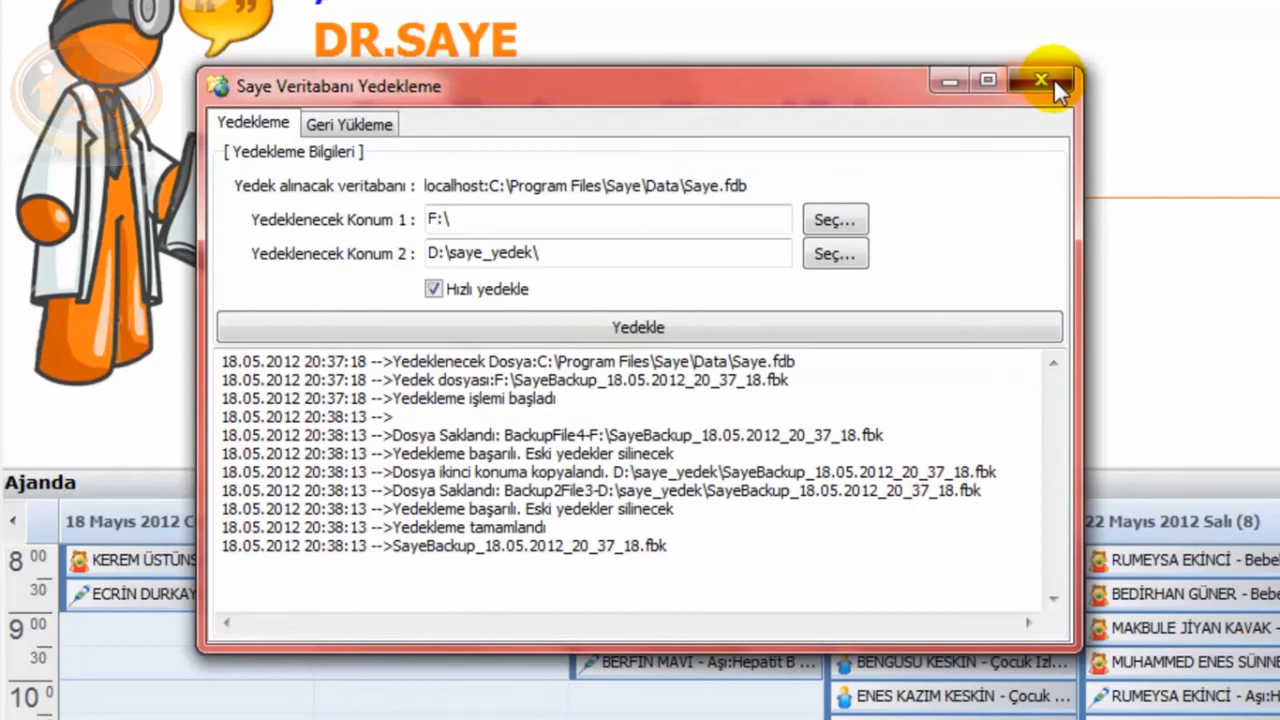 DR.SAYE
Saye Veritabanı Yedekleme
Yedekleme
Geri Yükleme
[ Yedekleme Bilgileri ]
Yedek alınacak veritabanı : localhost:C:\Program Files\Saye\Data\Saye.fdb
Yedeklenecek Konum 1 : F:\ Seç...
Yedeklenecek Konum 2 : D:\saye_yedek\ Seç...
Hızlı yedekle
Yedekle
18.05.2012 20:37:18 -->Yedeklenecek Dosya:C:\Program Files\Saye\Data\Saye.fdb
18.05.2012 20:37:18 -->Yedek dosyası:F:\SayeBackup_18.05.2012_20_37_18.fbk
18.05.2012 20:37:18 -->Yedekleme işlemi başladı
18.05.2012 20:38:13 -->
18.05.2012 20:38:13 -->Dosya Saklandı: BackupFile4-F:\SayeBackup_18.05.2012_20_37_18.fbk
18.05.2012 20:38:13 -->Yedekleme başarılı. Eski yedekler silinecek
18.05.2012 20:38:13 -->Dosya ikinci konuma kopyalandı. D:\saye_yedek\SayeBackup_18.05.2012_20_37_18.fbk
18.05.2012 20:38:13 -->Dosya Saklandı: Backup2File3-D:\saye_yedek\SayeBackup_18.05.2012_20_37_18.fbk
18.05.2012 20:38:13 -->Yedekleme başarılı. Eski yedekler silinecek
18.05.2012 20:38:13 -->Yedekleme tamamlandı
18.05.2012 20:38:13 -->SayeBackup_18.05.2012_20_37_18.fbk
Ajanda
18 Mayıs 2012 C
22 Mayıs 2012 Salı (8)
8 00
KEREM ÜSTÜNS
RUMEYSA EKİNCİ - Bebe
30
ECRİN DURKAY
BEDİRHAN GÜNER - Bebe
9 00
MAKBULE JİYAN KAVAK -
30
BERFİN MAVİ - Aşı:Hepatit B ...
BENGÜSU KESKİN - Çocuk İzl...
MUHAMMED ENES SÜNNE
10 0
ENES KAZIM KESKİN - Çocuk ...
RUMEYSA EKİNCİ - Aşı:H